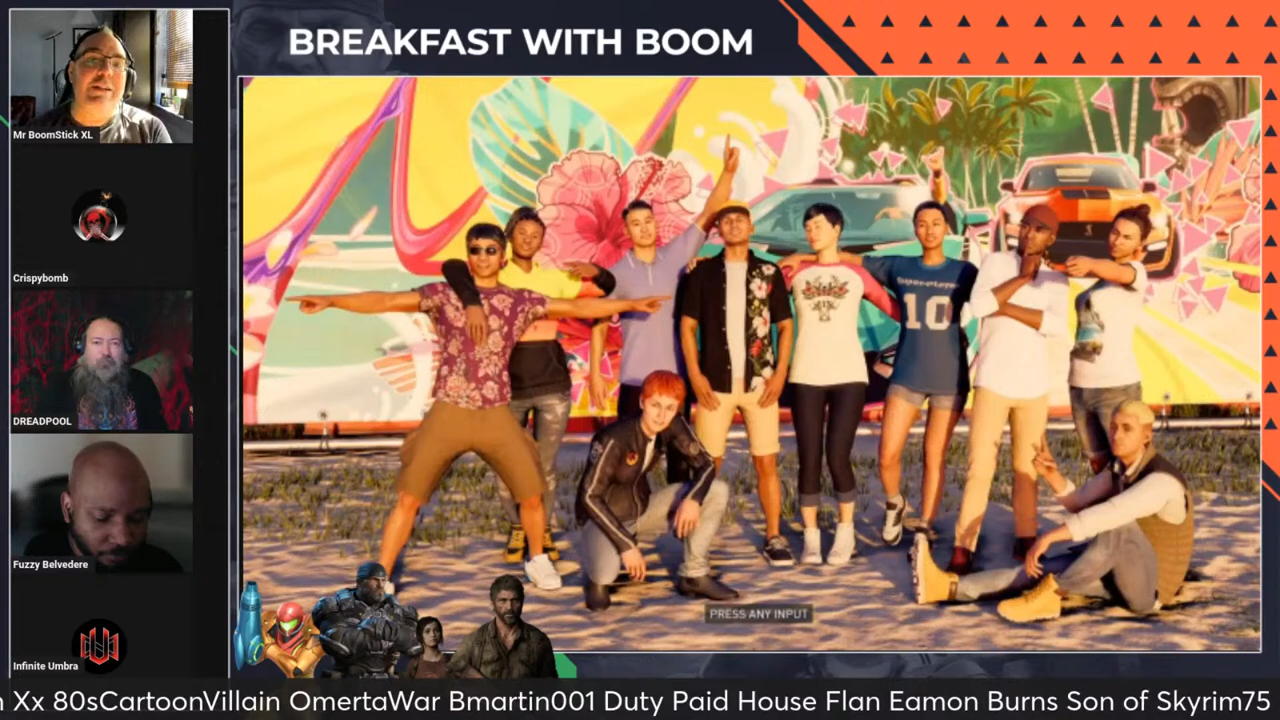 BREAKFAST WITH BOOM
Mr BoomStick XL
Crispybomb
DREADPOOL
10
Fuzzy Belvedere
PRESS ANY INPUT
Infinite Umbra
Xx 80sCartoonVillain OmertaWar Bmartin001 Duty Paid House Flan Eamon Burns Son of Skyrim75